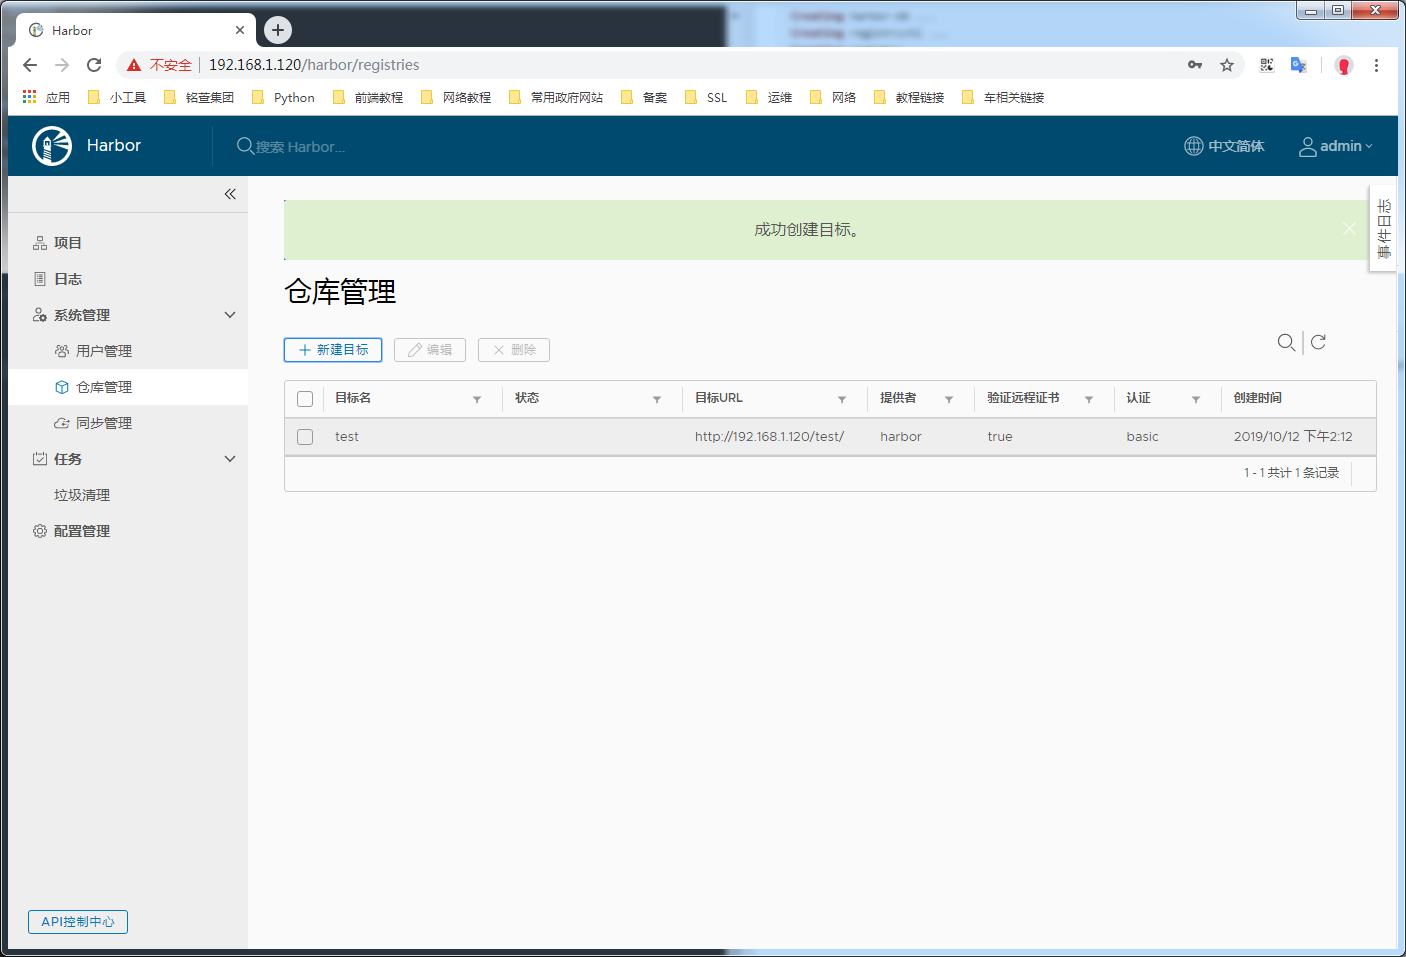 Creating harbor-db ...
Creating registryctl ...
Harbor
不安全
192.168.1.120/harbor/registries
应用
小工具
铭萱集团
Python
前端教程
网络教程
常用政府网站
备案
SSL
运维
网络
教程链接
车相关链接
Harbor
搜索 Harbor...
中文简体
admin
事件日志
成功创建目标。
项目
日志
系统管理
用户管理
仓库管理
同步管理
任务
垃圾清理
配置管理
API控制中心
仓库管理
新建目标
编辑
删除
目标名 状态 目标URL 提供者 验证远程证书 认证 创建时间
test http://192.168.1.120/test/ harbor true basic 2019/10/12 下午2:12
1 - 1 共计 1 条记录